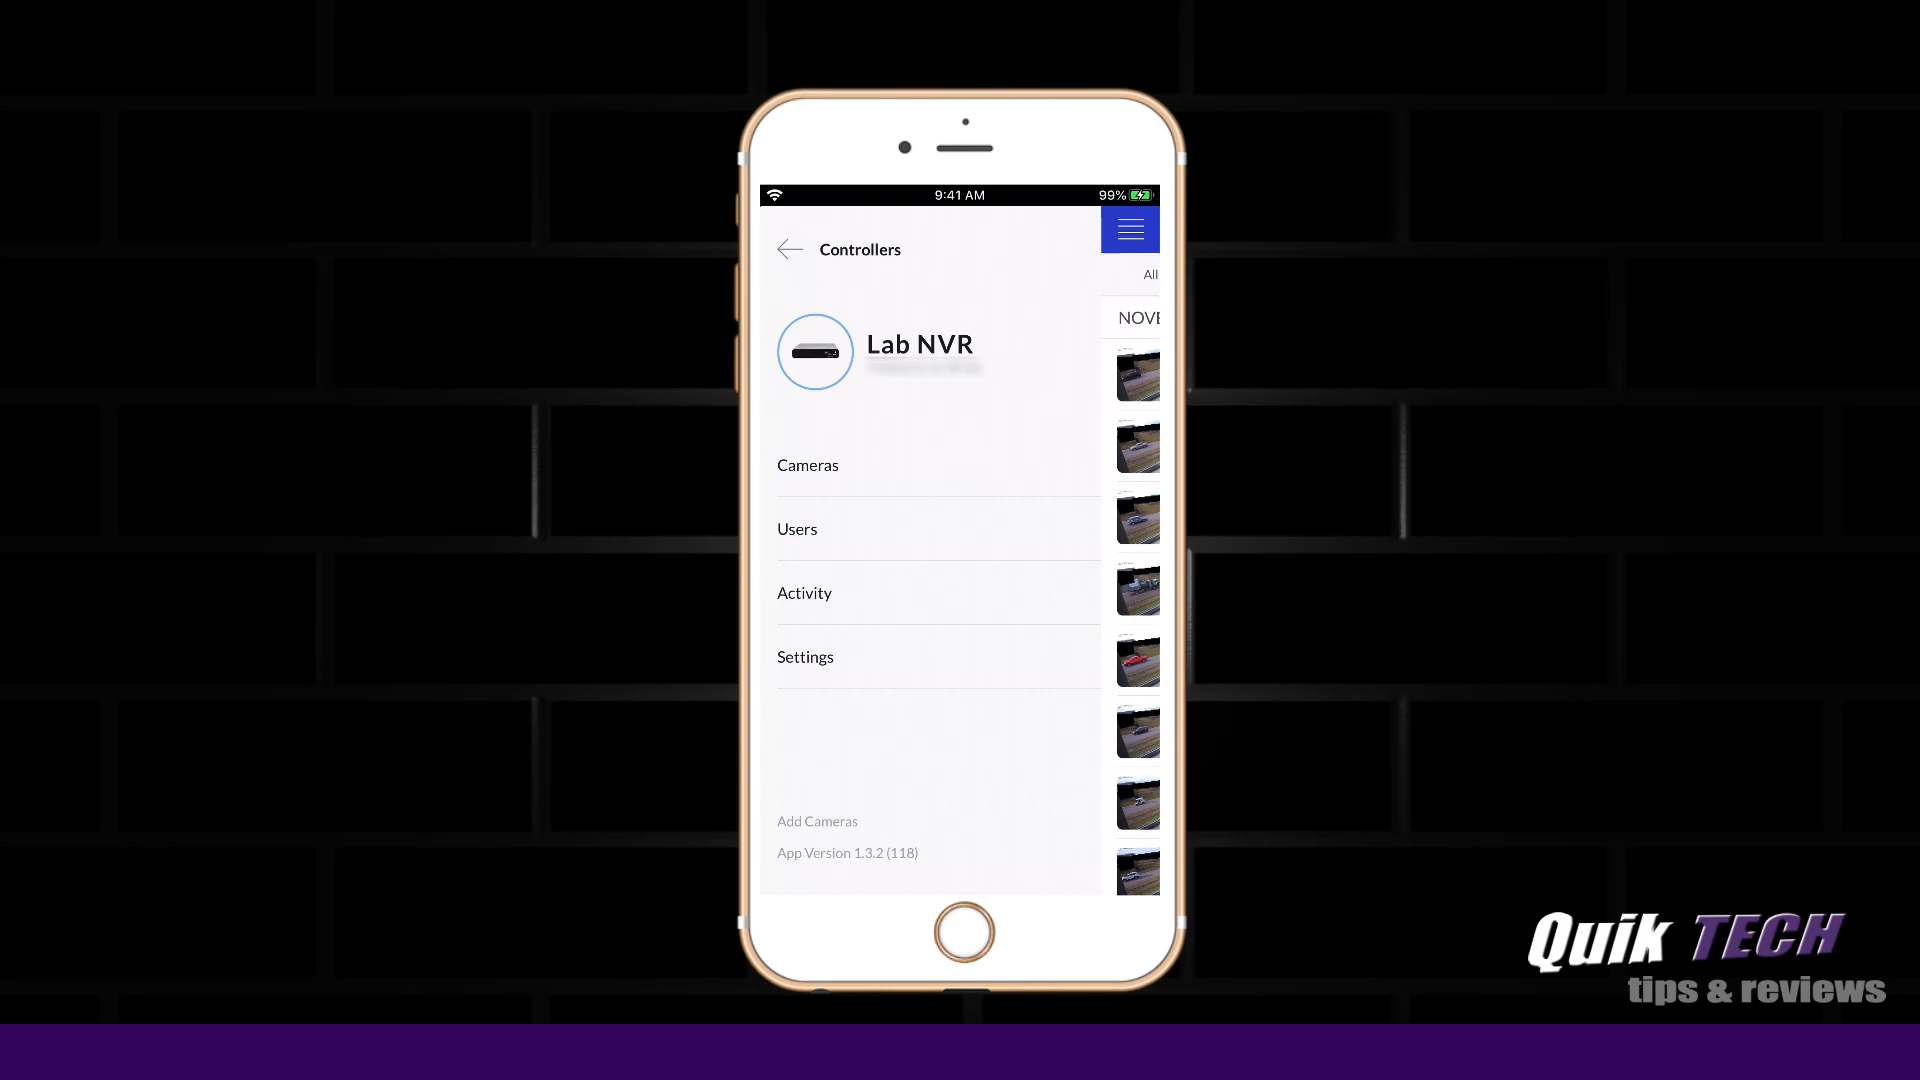 9:41 AM
99%
Controllers
All
NOVE
Lab NVR
Cameras
Users
Activity
Settings
Add Cameras
App Version 1.3.2 (118)
Quik TECH
tips & reviews